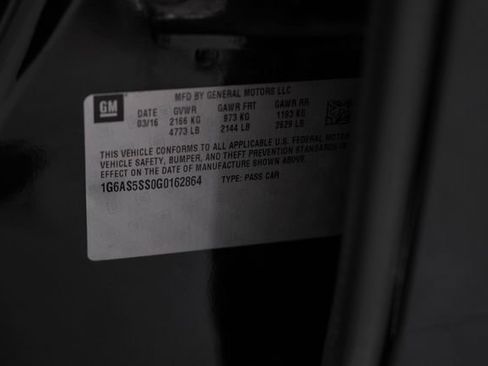 GM
MFD BY GENERAL MOTORS LLC
DATE GVWR GAWR FRT GAWR RR
03/16 2166 KG 973 KG 1193 KG
4773 LB 2144 LB 2629 LB
THIS VEHICLE CONFORMS TO ALL APPLICABLE U.S. FEDERAL MOTOR
VEHICLE SAFETY, BUMPER, AND THEFT PREVENTION STANDARDS IN
EFFECT ON THE DATE OF MANUFACTURE SHOWN ABOVE.
1G6AS5SS0G0162864 TYPE: PASS CAR